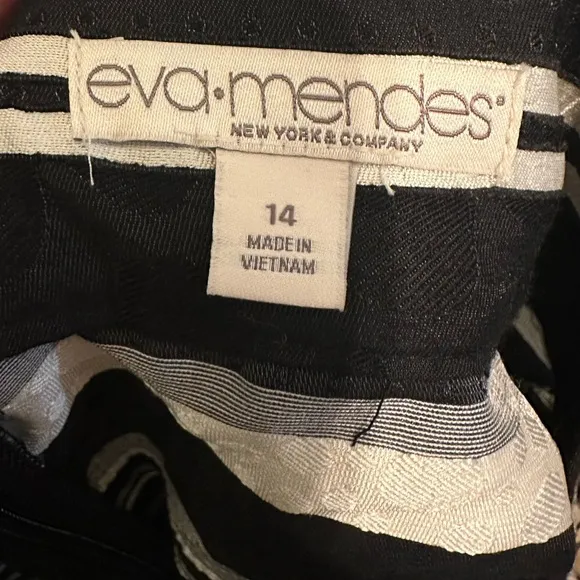 eva·mendes®
NEW YORK & COMPANY
14
MADE IN
VIETNAM